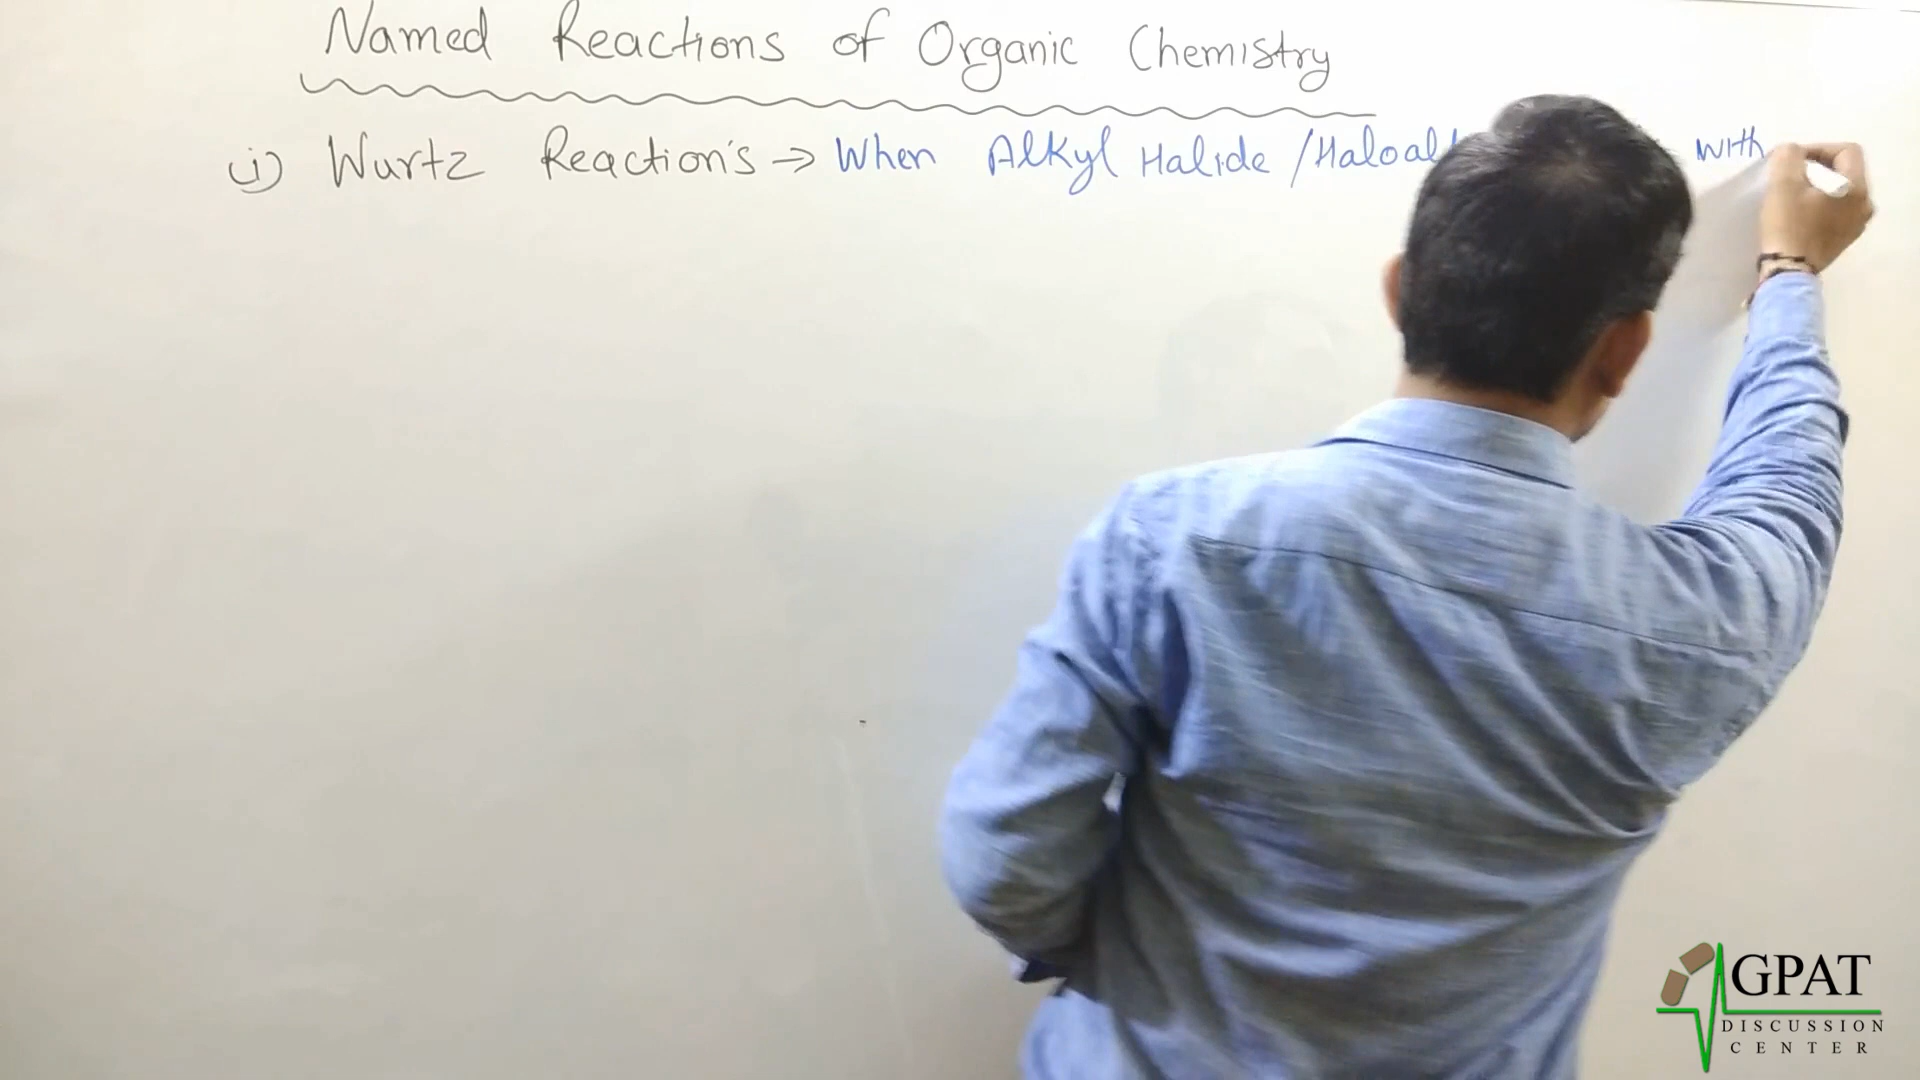 Named Reactions of Organic Chemistry
(i) Wurtz Reaction's → When Alkyl Halide /Haloal with
GPAT
DISCUSSION
CENTER